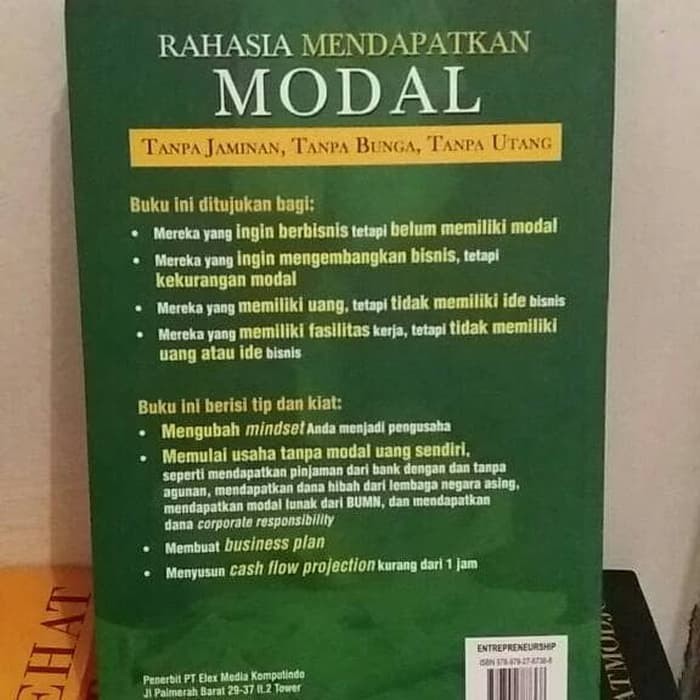 RAHASIA MENDAPATKAN
MODAL
TANPA JAMINAN, TANPA BUNGA, TANPA UTANG
Buku ini ditujukan bagi:
• Mereka yang ingin berbisnis tetapi belum memiliki modal
• Mereka yang ingin mengembangkan bisnis, tetapi
kekurangan modal
• Mereka yang memiliki uang, tetapi tidak memiliki ide bisnis
• Mereka yang memiliki fasilitas kerja, tetapi tidak memiliki
uang atau ide bisnis
Buku ini berisi tip dan kiat:
• Mengubah mindset Anda menjadi pengusaha
• Memulai usaha tanpa modal uang sendiri,
seperti mendapatkan pinjaman dari bank dengan dan tanpa
agunan, mendapatkan dana hibah dari lembaga negara asing,
mendapatkan modal lunak dari BUMN, dan mendapatkan
dana corporate responsibility
• Membuat business plan
• Menyusun cash flow projection kurang dari 1 jam
EHAT
ENTREPRENEURSHIP
Penerbit PT Elex Media Komputindo
Jl Palmerah Barat 29-37 lt.2 Tower